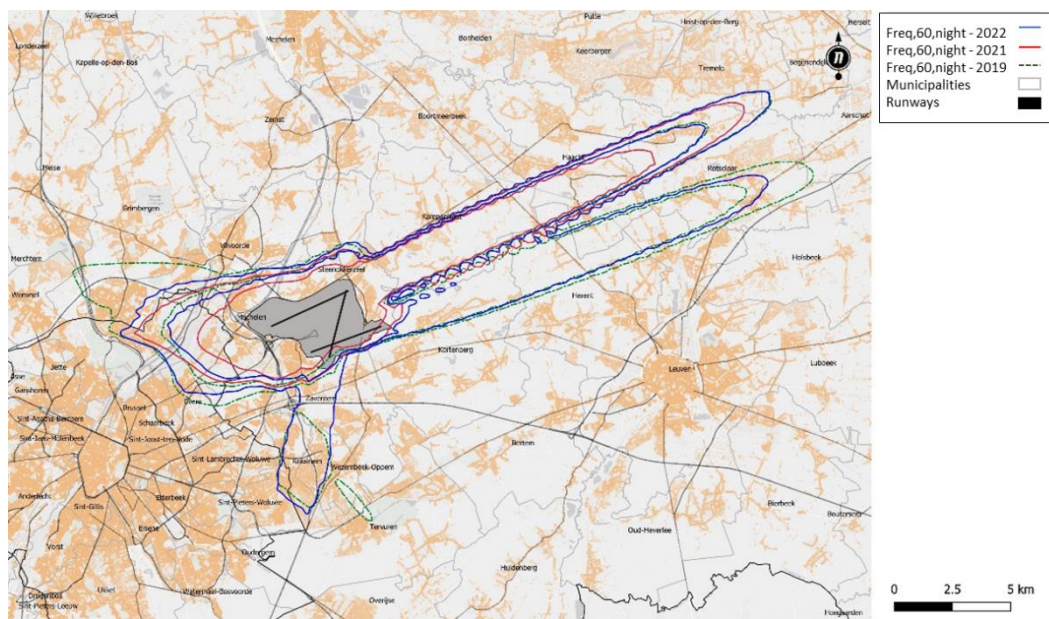 Willebroek
Putte
Heist-op-den-Berg
Herselt
Londerzeel
Mechelen
Bonheiden
Keerbergen
Kapelle-op-den-Bos
Tremelo
Begijnendijk
Zemst
Boortmeerbeek
Aarschot
Haacht
Meise
Rotselaar
Grimbergen
Kampenhout
Vilvoorde
Merchtem
Steenokkerzeel
Holsbeek
Wemmel
Herent
Machelen
Kortenberg
Lubbeek
Jette
Leuven
Asse
Ganshoren
Evere
Zaventem
Brussel
Sint-Agatha-Berchem
Schaarbeek
Sint-Jans-Molenbeek
Sint-Joost-ten-Node
Bertem
Sint-Lambrechts-Woluwe
Kraainem
Wezembeek-Oppem
Anderlecht
Etterbeek
Sint-Pieters-Woluwe
Bierbeek
Sint-Gillis
Boutersem
Elsene
Tervuren
Oud-Heverlee
Vorst
Oudergem
Huldenberg
Drogenbos
Ukkel
Watermaal-Bosvoorde
Sint-Pieters-Leeuw
Overijse
Hoegaarden
n
Freq,60,night - 2022
Freq,60,night - 2021
Freq,60,night - 2019
Municipalities
Runways
0 2.5 5 km